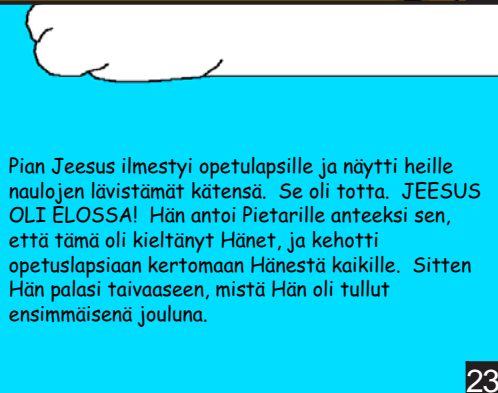 Pian Jeesus ilmestyi opetulapsille ja näytti heille
naulojen lävistämät kätensä. Se oli totta. JEESUS
OLI ELOSSA! Hän antoi Pietarille anteeksi sen,
että tämä oli kieltänyt Hänet, ja kehotti
opetuslapsiaan kertomaan Hänestä kaikille. Sitten
Hän palasi taivaaseen, mistä Hän oli tullut
ensimmäisenä jouluna.
23